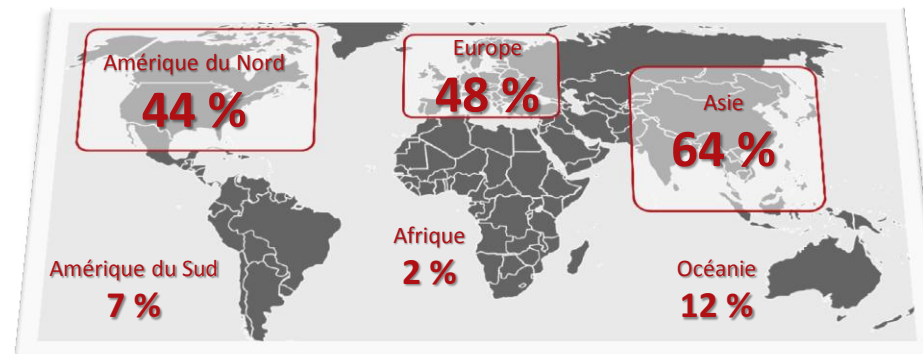 Amérique du Nord
44 %
Europe
48 %
Asie
64 %
Amérique du Sud
7 %
Afrique
2 %
Océanie
12 %